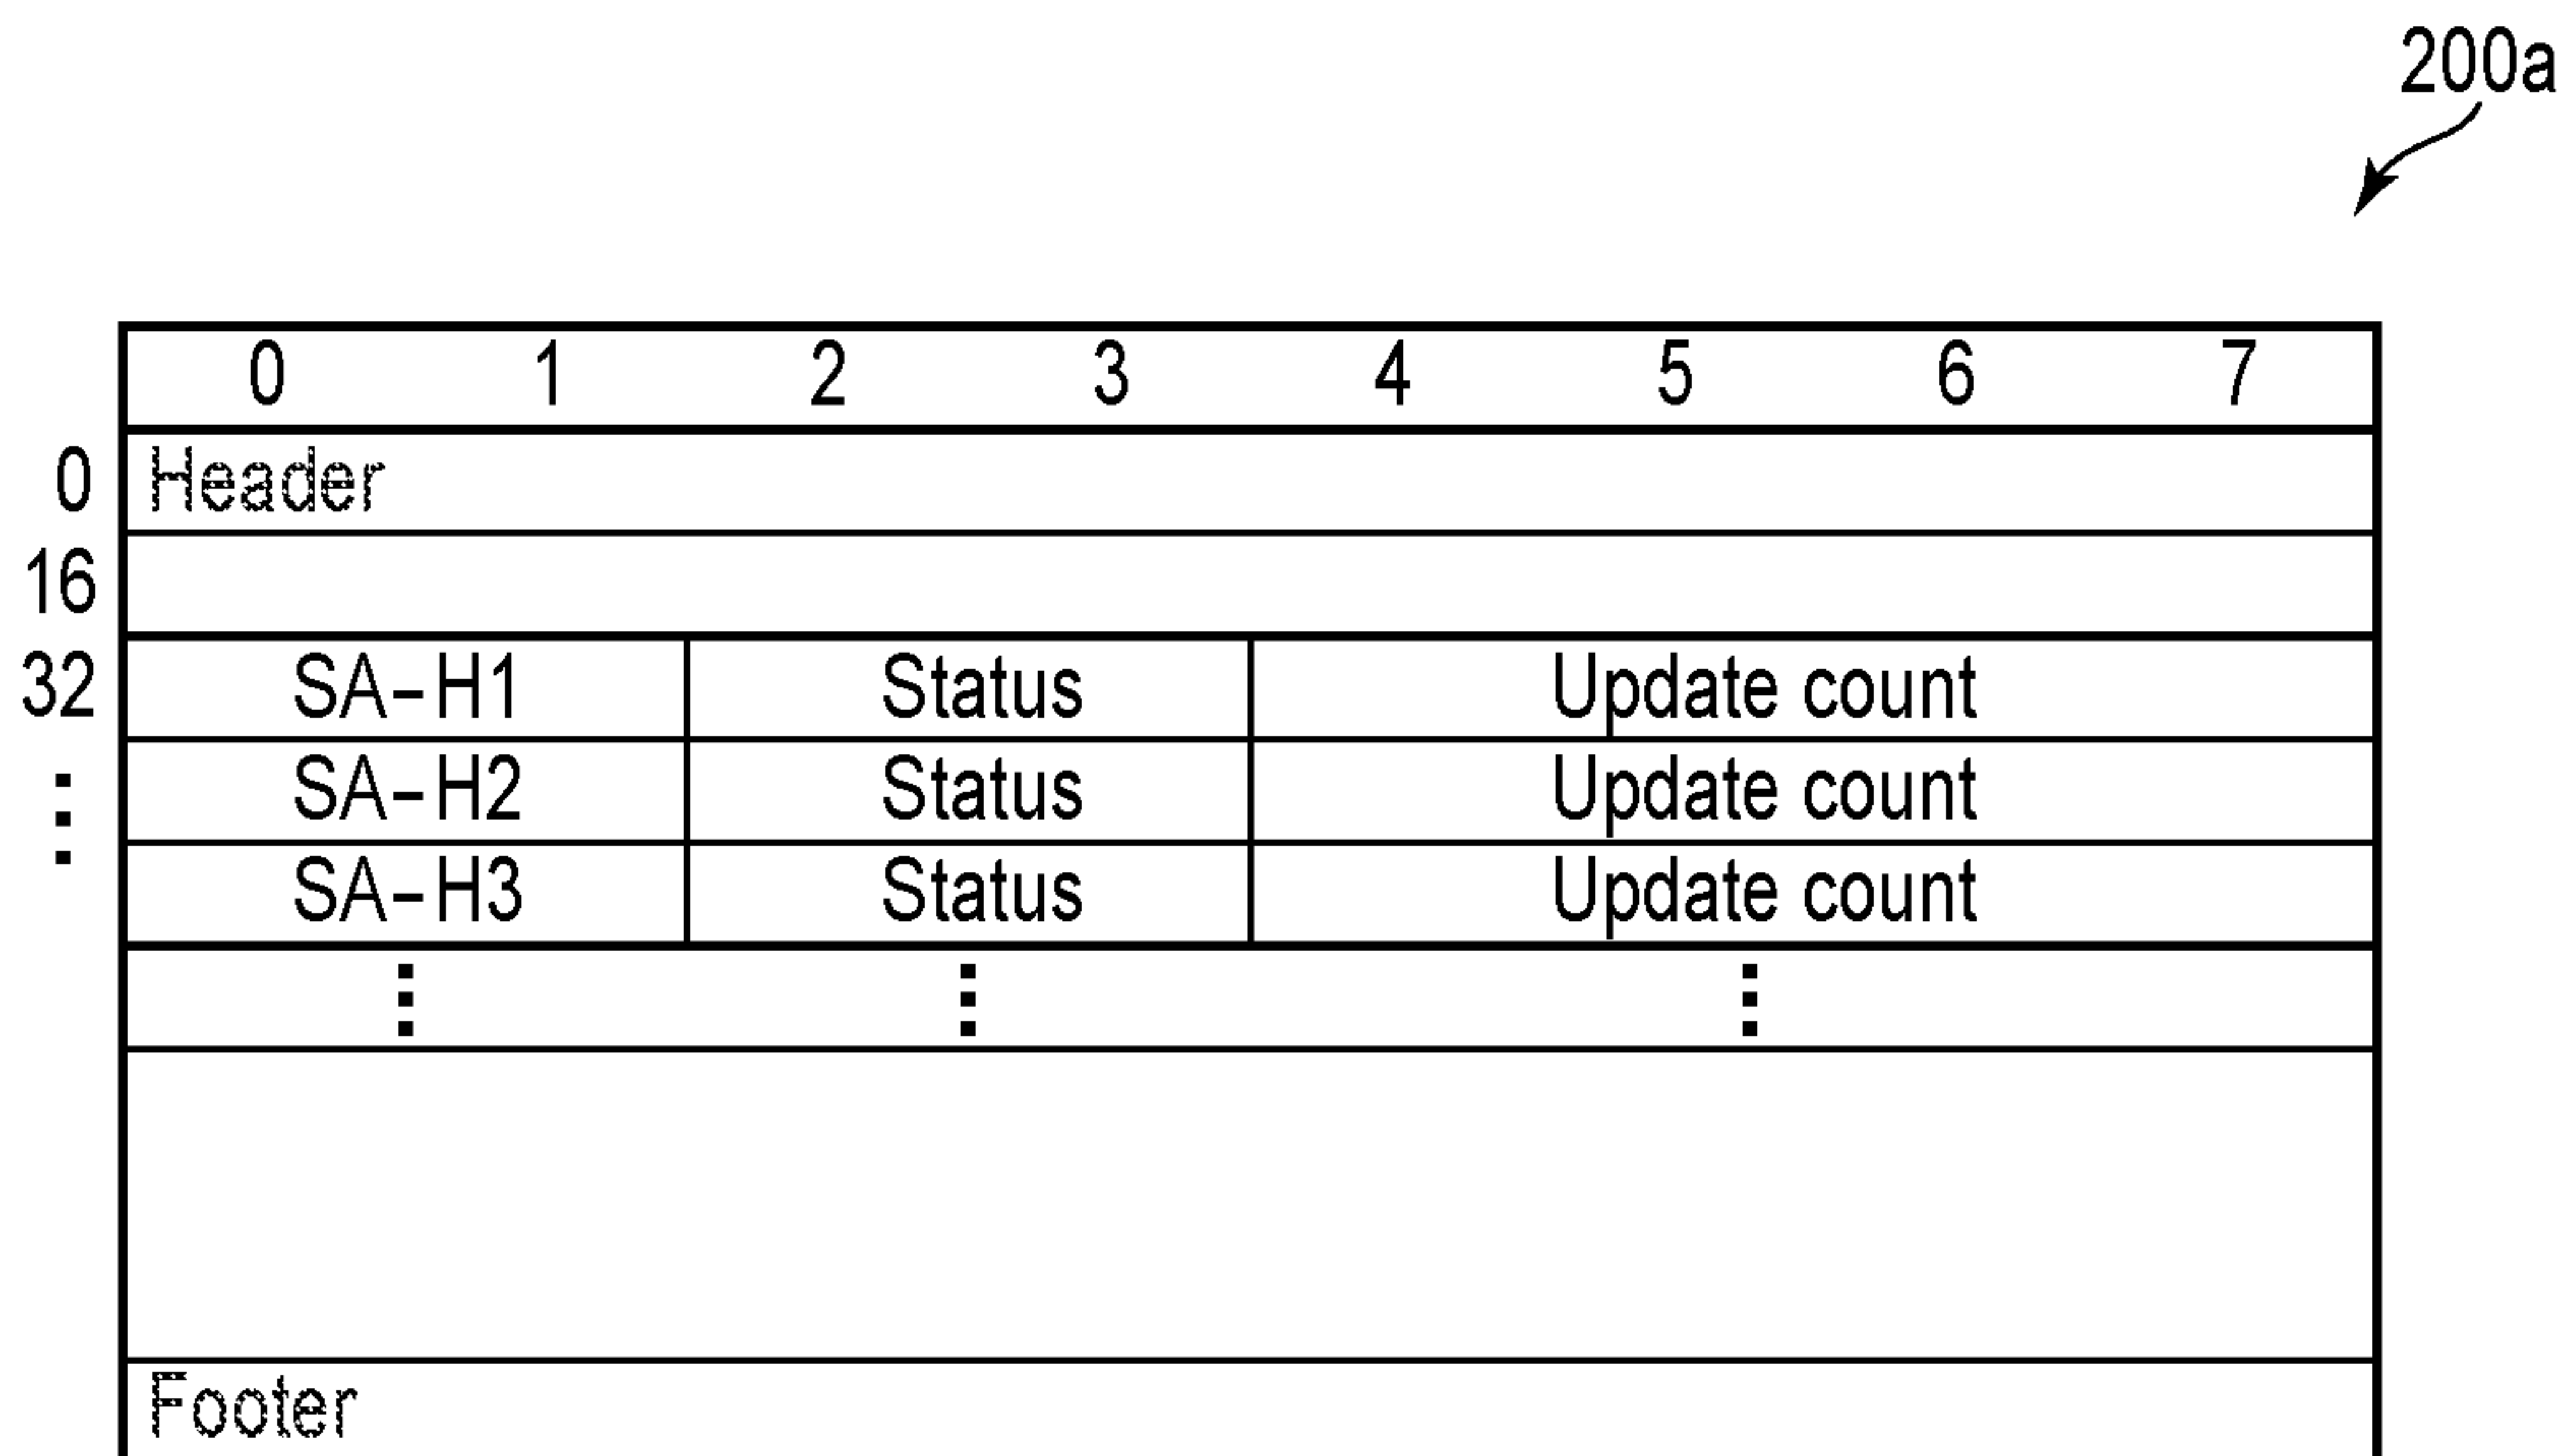 200a
0 1 2 3 4 5 6 7
0 Header
16
32 SA-H1 Status Update count
SA-H2 Status Update count
SA-H3 Status Update count
Footer